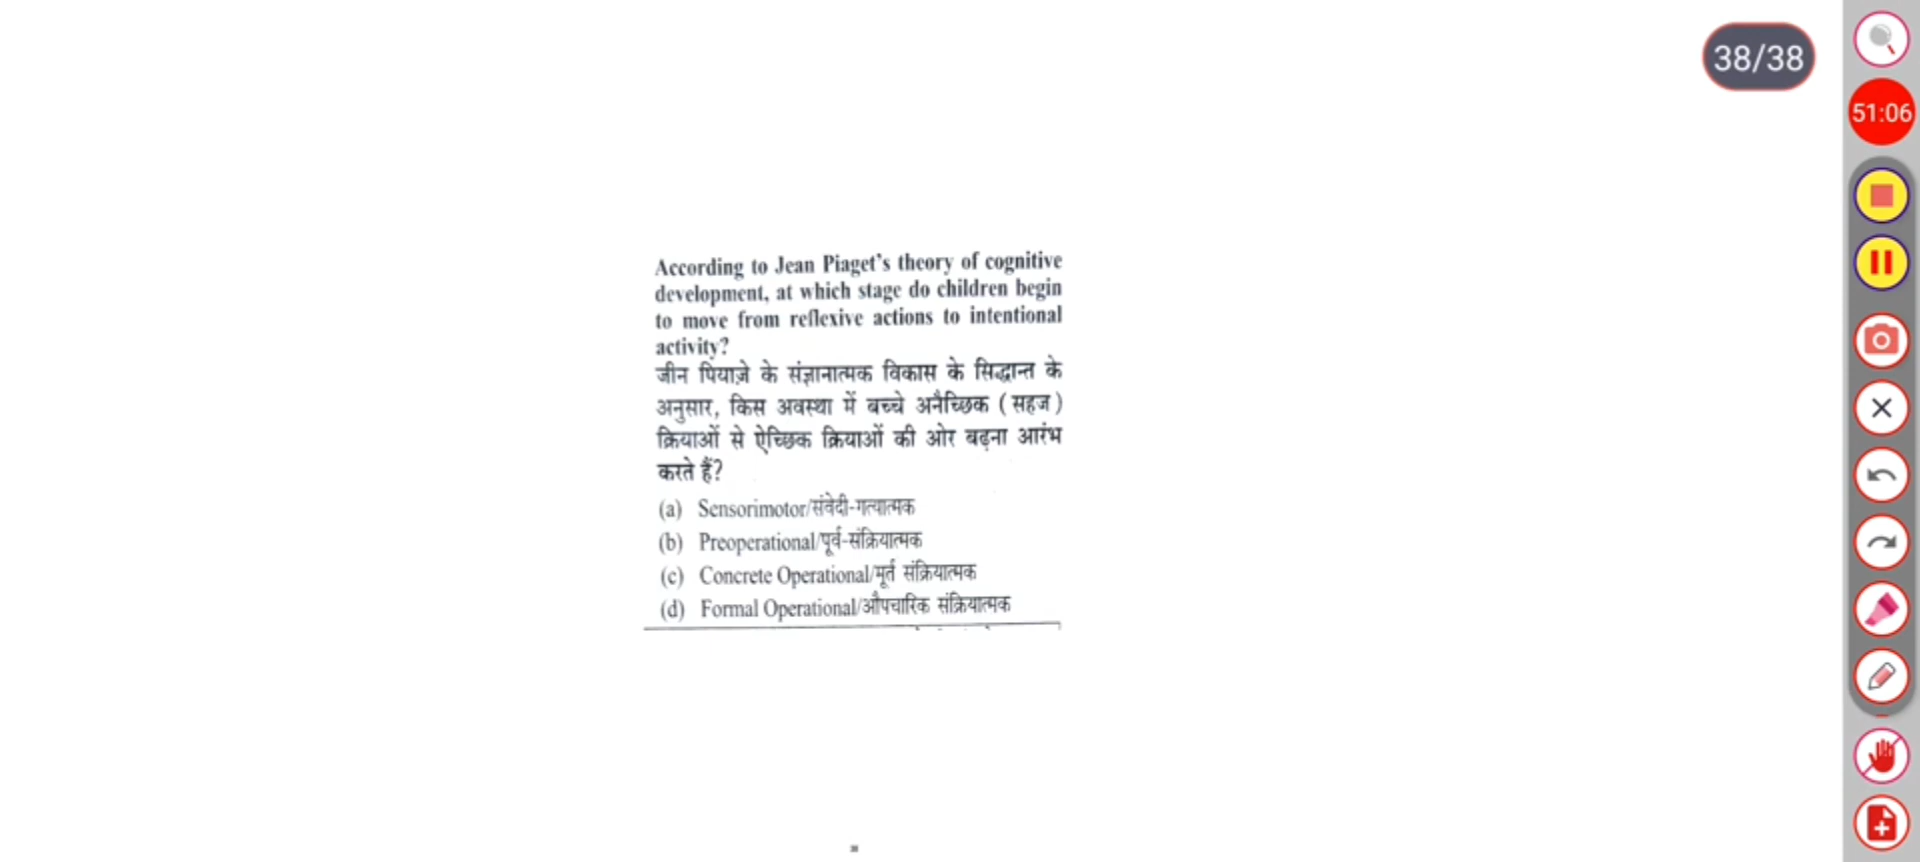 38/38
51:06
According to Jean Piaget's theory of cognitive
development, at which stage do children begin
to move from reflexive actions to intentional
activity?
जीन पियाज़े के संज्ञानात्मक विकास के सिद्धान्त के
अनुसार, किस अवस्था में बच्चे अनैच्छिक (सहज)
क्रियाओं से ऐच्छिक क्रियाओं की ओर बढ़ना आरंभ
करते हैं?
(a) Sensorimotor/संवेदी-गत्यात्मक
(b) Preoperational/पूर्व-संक्रियात्मक
(c) Concrete Operational/मूर्त संक्रियात्मक
(d) Formal Operational/औपचारिक संक्रियात्मक